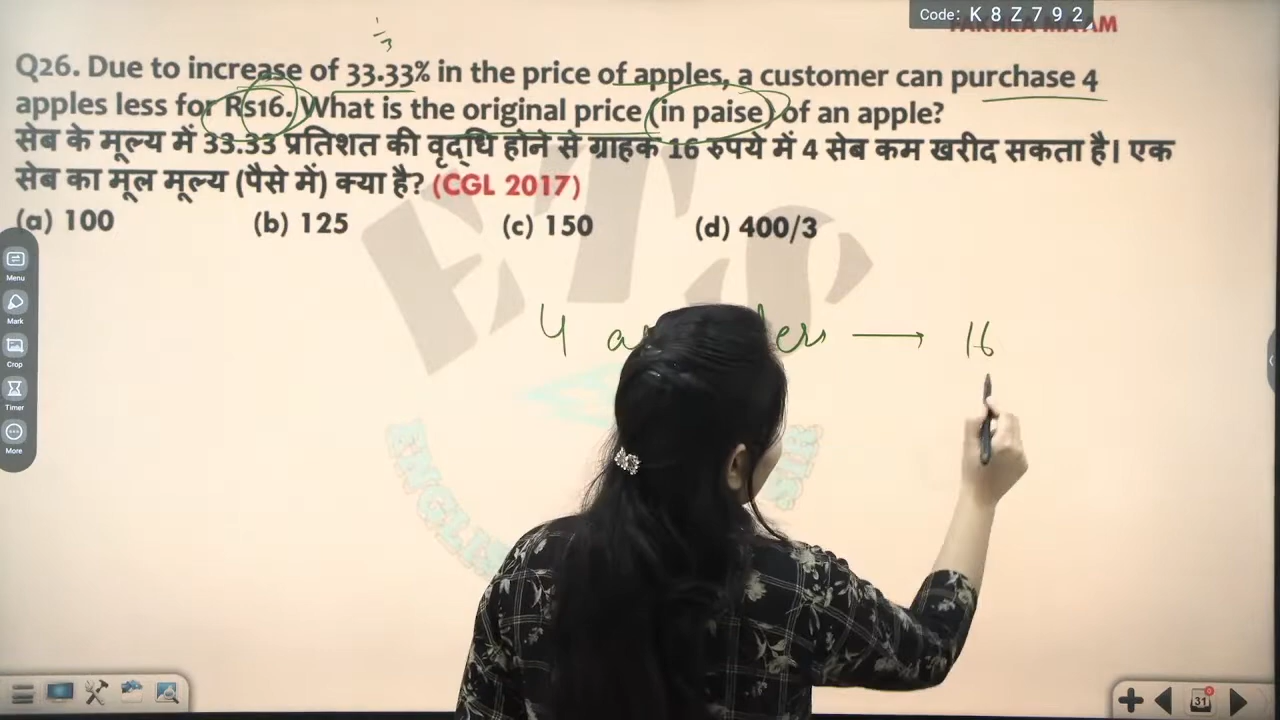 Code: K 8 Z 7 9 2
1/3
Q26. Due to increase of 33.33% in the price of apples, a customer can purchase 4
apples less for Rs16. What is the original price (in paise) of an apple?
सेब के मूल्य में 33.33 प्रतिशत की वृद्धि होने से ग्राहक 16 रुपये में 4 सेब कम खरीद सकता है। एक
सेब का मूल मूल्य (पैसे में) क्या है? (CGL 2017)
(a) 100 (b) 125 (c) 150 (d) 400/3
4 → 16
Menu
Mark
Crop
Timer
More
31